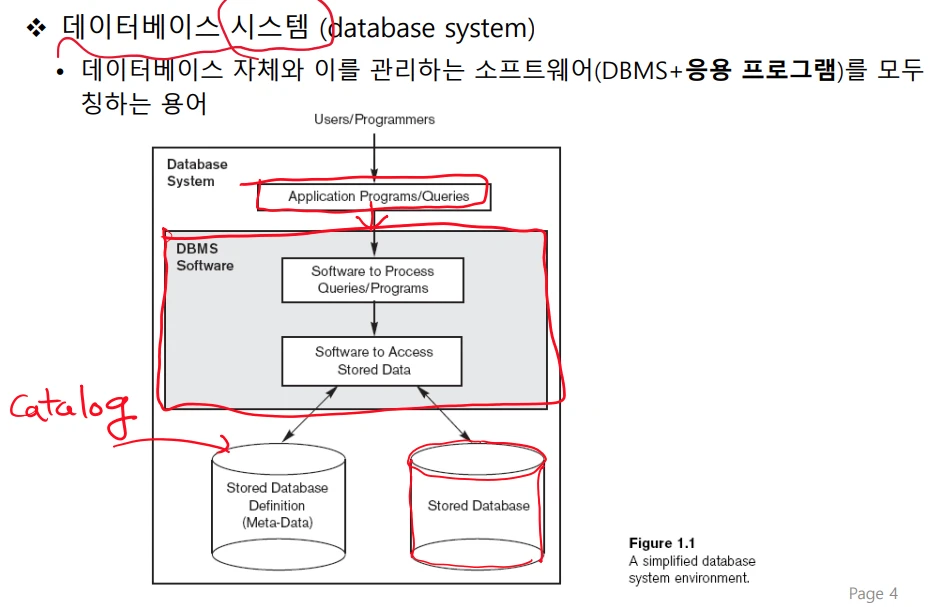 ❖ 데이터베이스 시스템 (database system)
• 데이터베이스 자체와 이를 관리하는 소프트웨어(DBMS+응용 프로그램)를 모두
칭하는 용어
Users/Programmers
Database
System
Application Programs/Queries
DBMS
Software
Software to Process
Queries/Programs
Software to Access
Stored Data
Catalog
Stored Database
Definition
(Meta-Data)
Stored Database
Figure 1.1
A simplified database
system environment.
Page 4